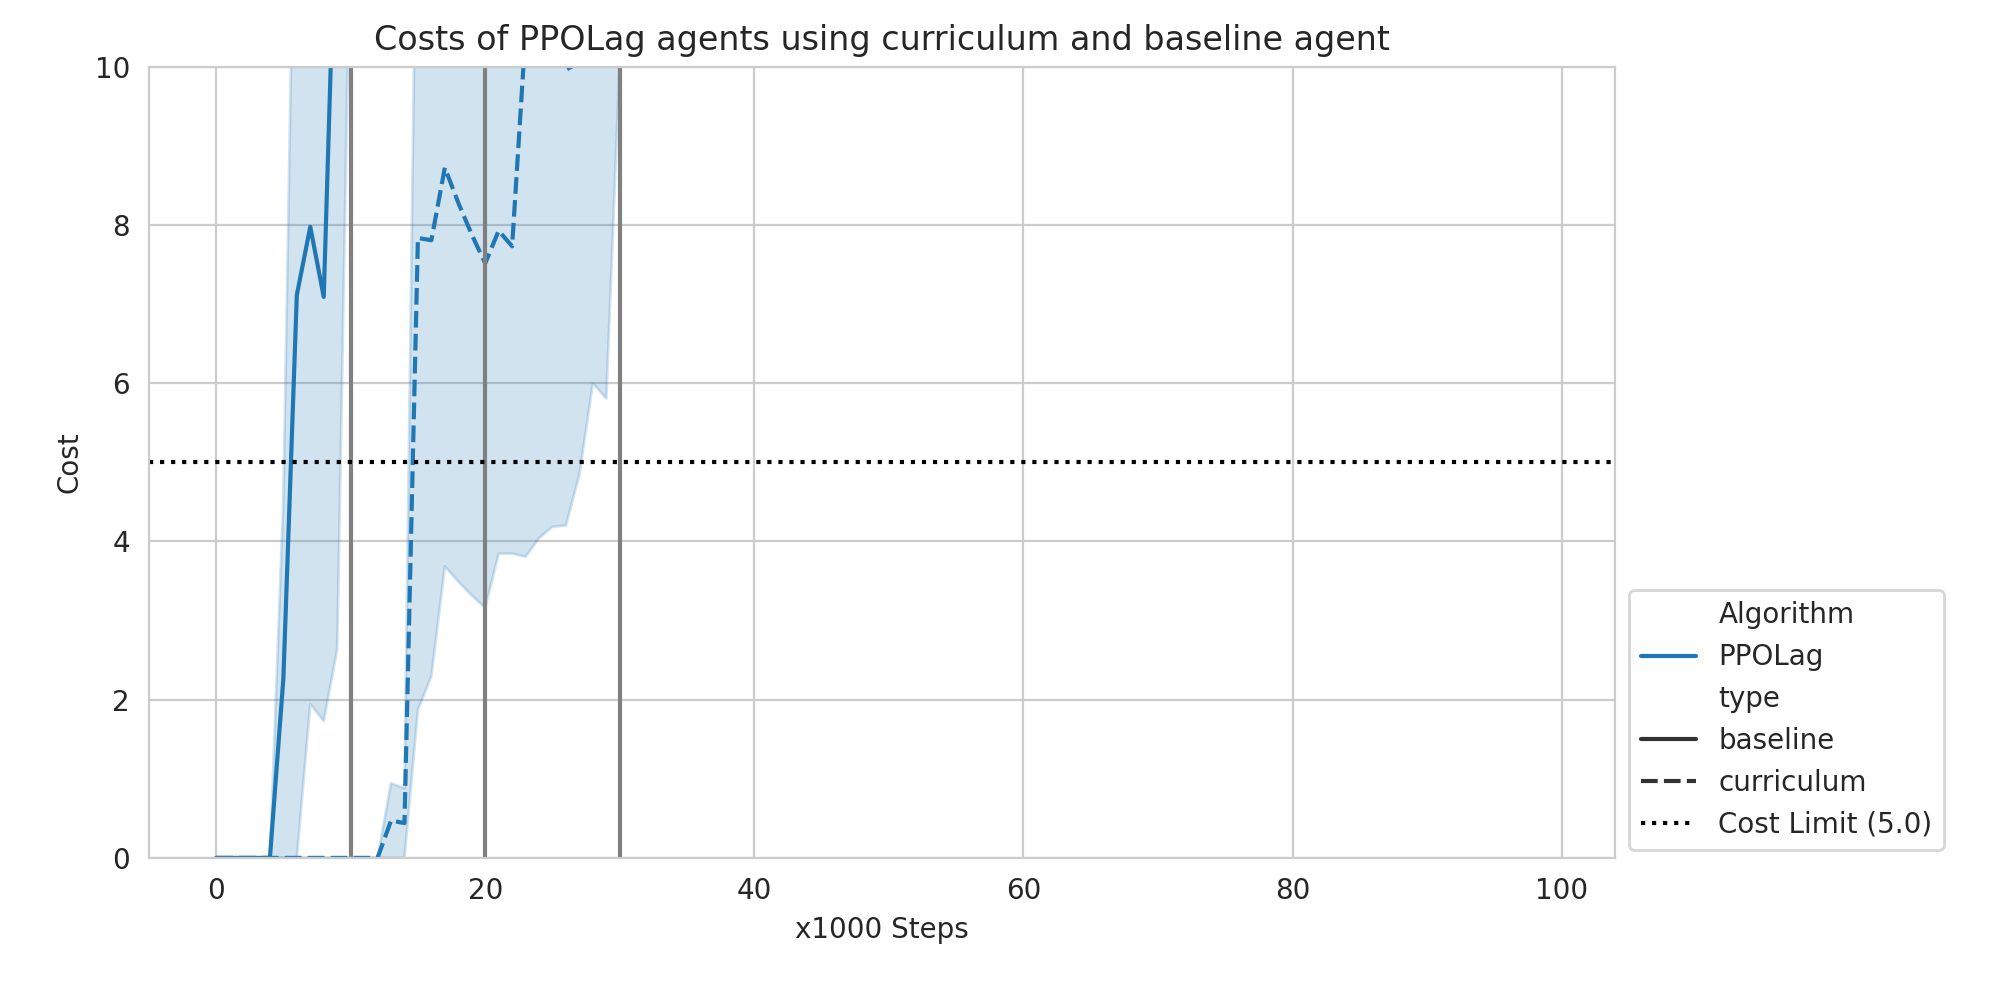 Costs of PPOLag agents using curriculum and baseline agent
10
8
6
4
2
0
Cost
0 20 40 60 80 100
x1000 Steps
Algorithm
PPOLag
type
baseline
curriculum
Cost Limit (5.0)